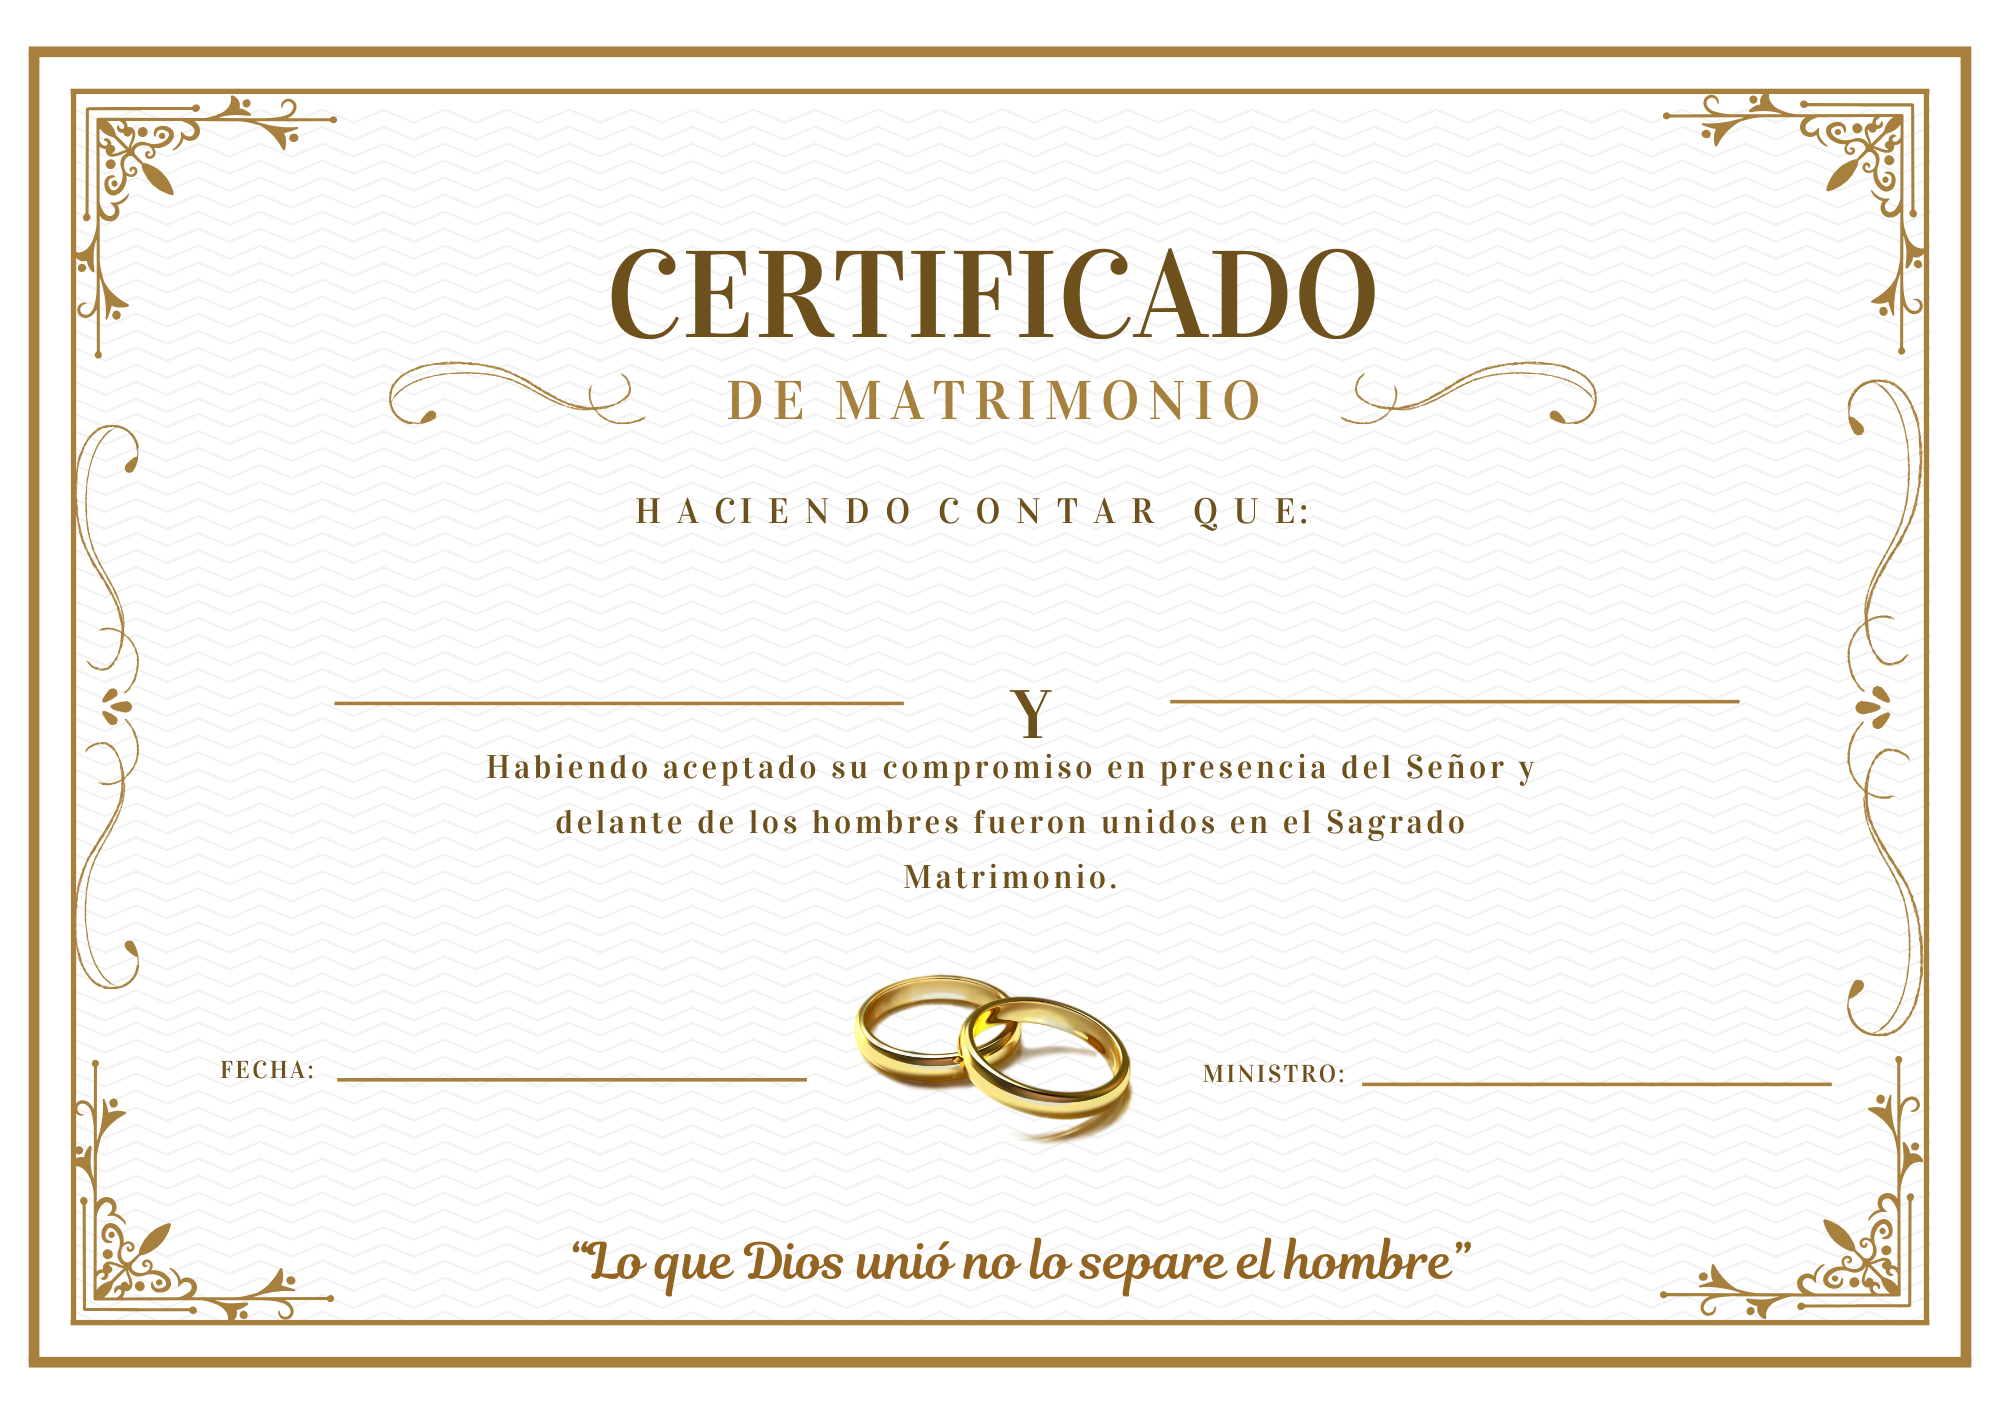 CERTIFICADO
DE MATRIMONIO
HACIENDO CONTAR QUE:
Y
Habiendo aceptado su compromiso en presencia del Señor y
delante de los hombres fueron unidos en el Sagrado
Matrimonio.
FECHA:
MINISTRO:
“Lo que Dios unió no lo separe el hombre”